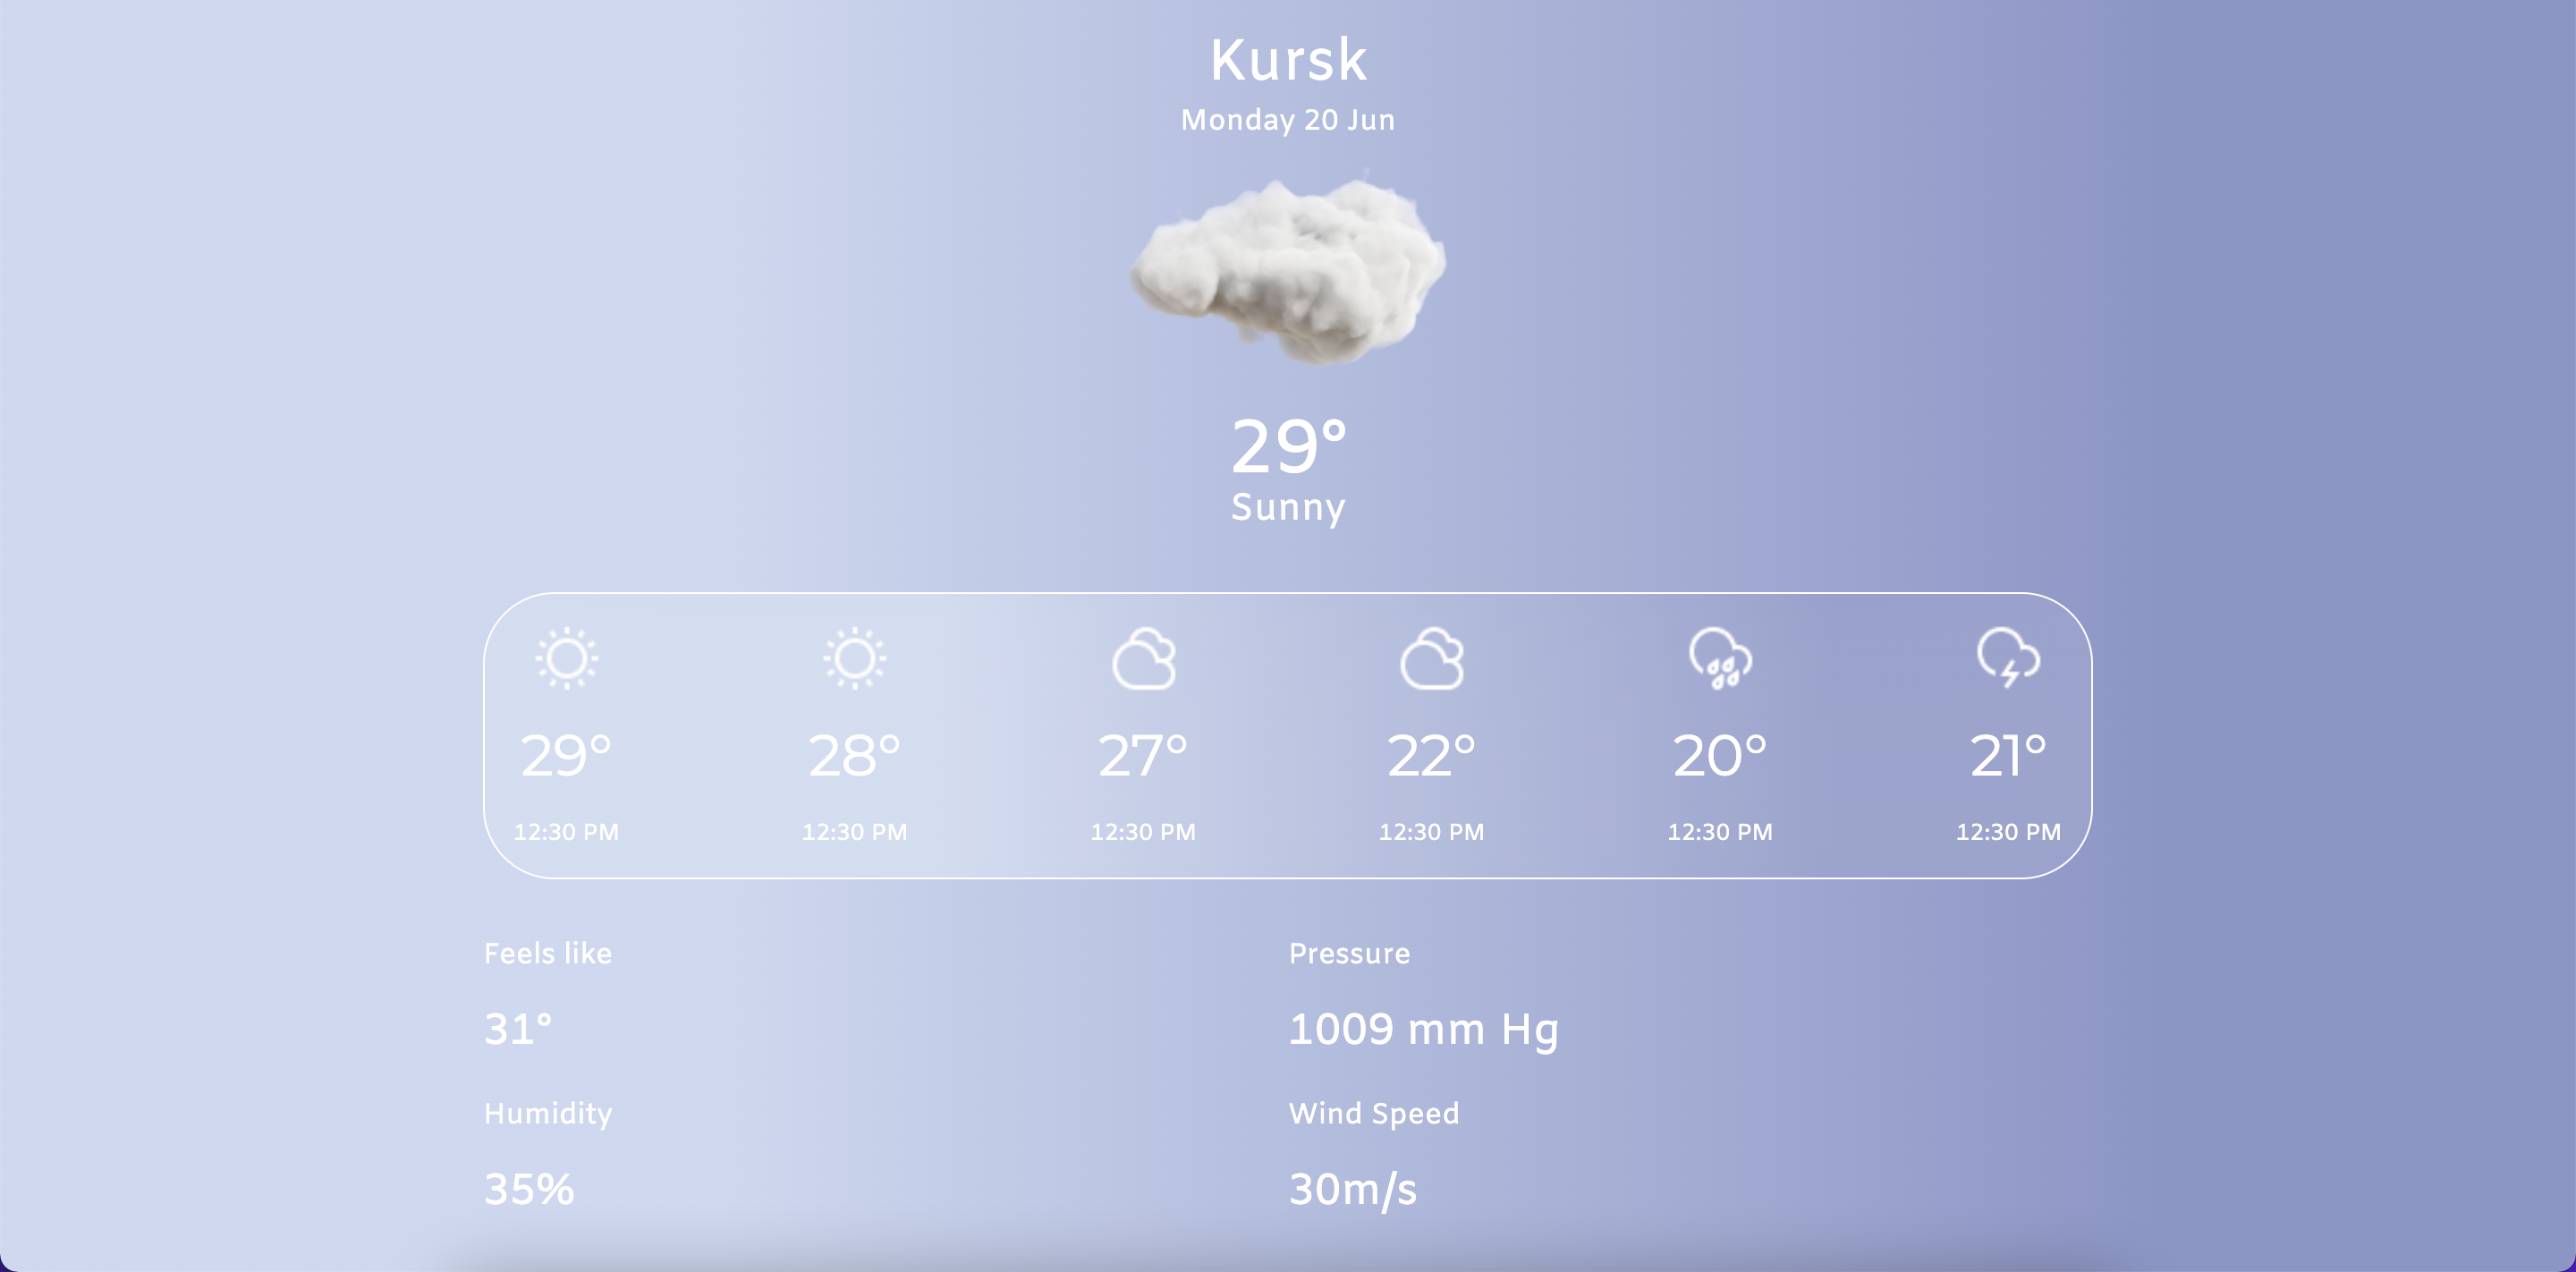 Kursk
Monday 20 Jun
29°
Sunny
29° 28° 27° 22° 20° 21°
12:30 PM 12:30 PM 12:30 PM 12:30 PM 12:30 PM 12:30 PM
Feels like Pressure
31° 1009 mm Hg
Humidity Wind Speed
35% 30m/s